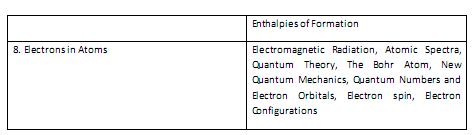 Enthalpies of Formation
8. Electrons in Atoms
Electromagnetic Radiation, Atomic Spectra,
Quantum Theory, The Bohr Atom, New
Quantum Mechanics, Quantum Numbers and
Electron Orbitals, Electron spin, Electron
Configurations